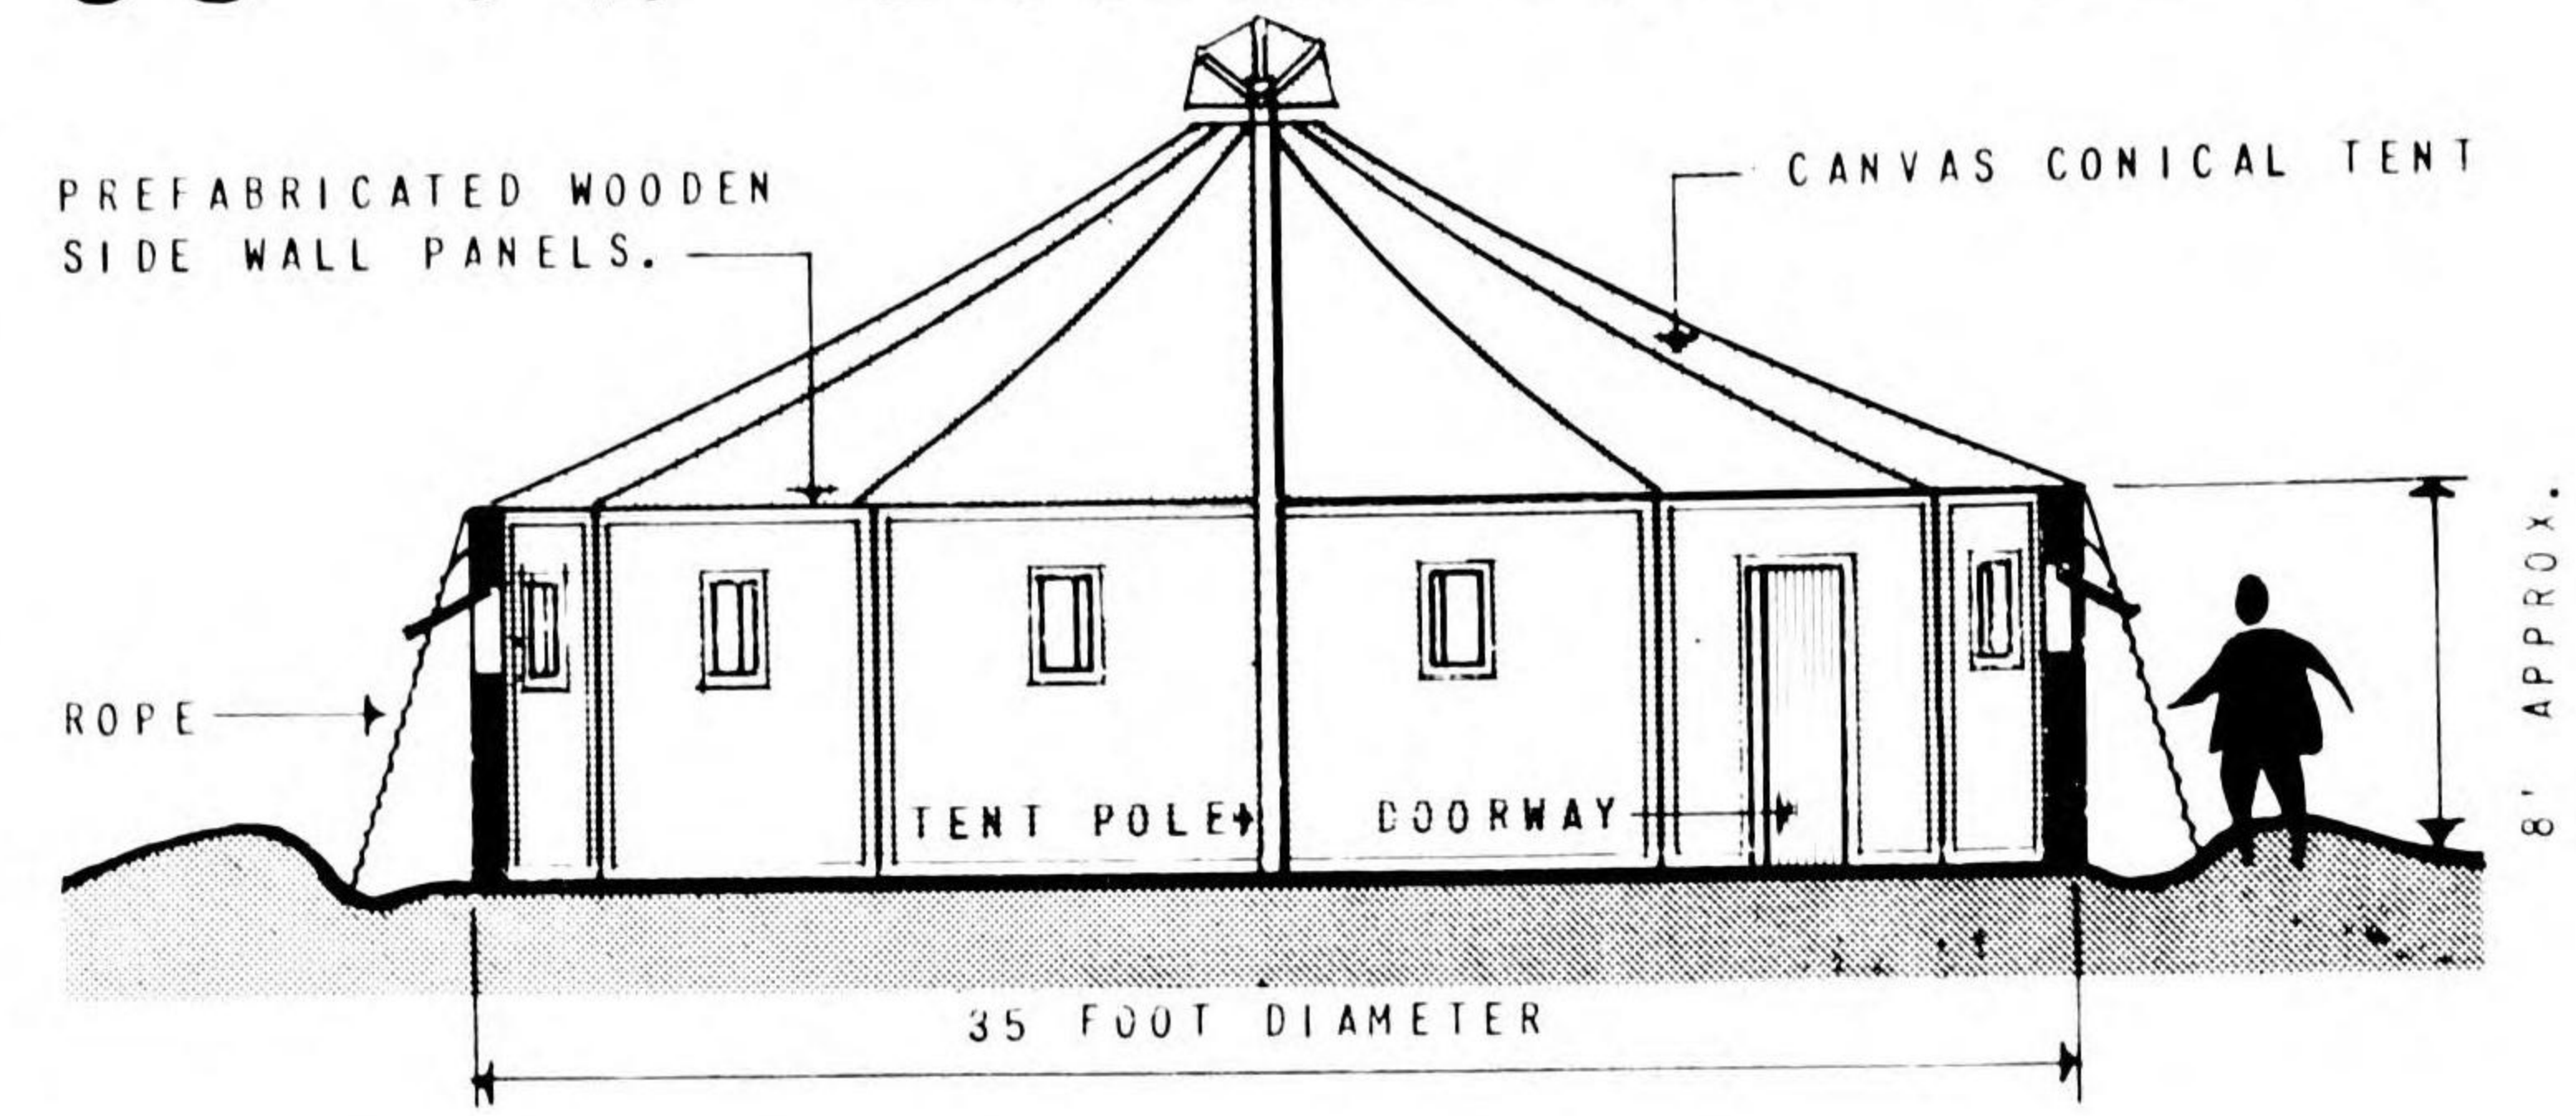 PREFABRICATED WOODEN
SIDE WALL PANELS.
CANVAS CONICAL TENT
ROPE
TENT POLE
DOORWAY
8' APPROX.
35 FOOT DIAMETER